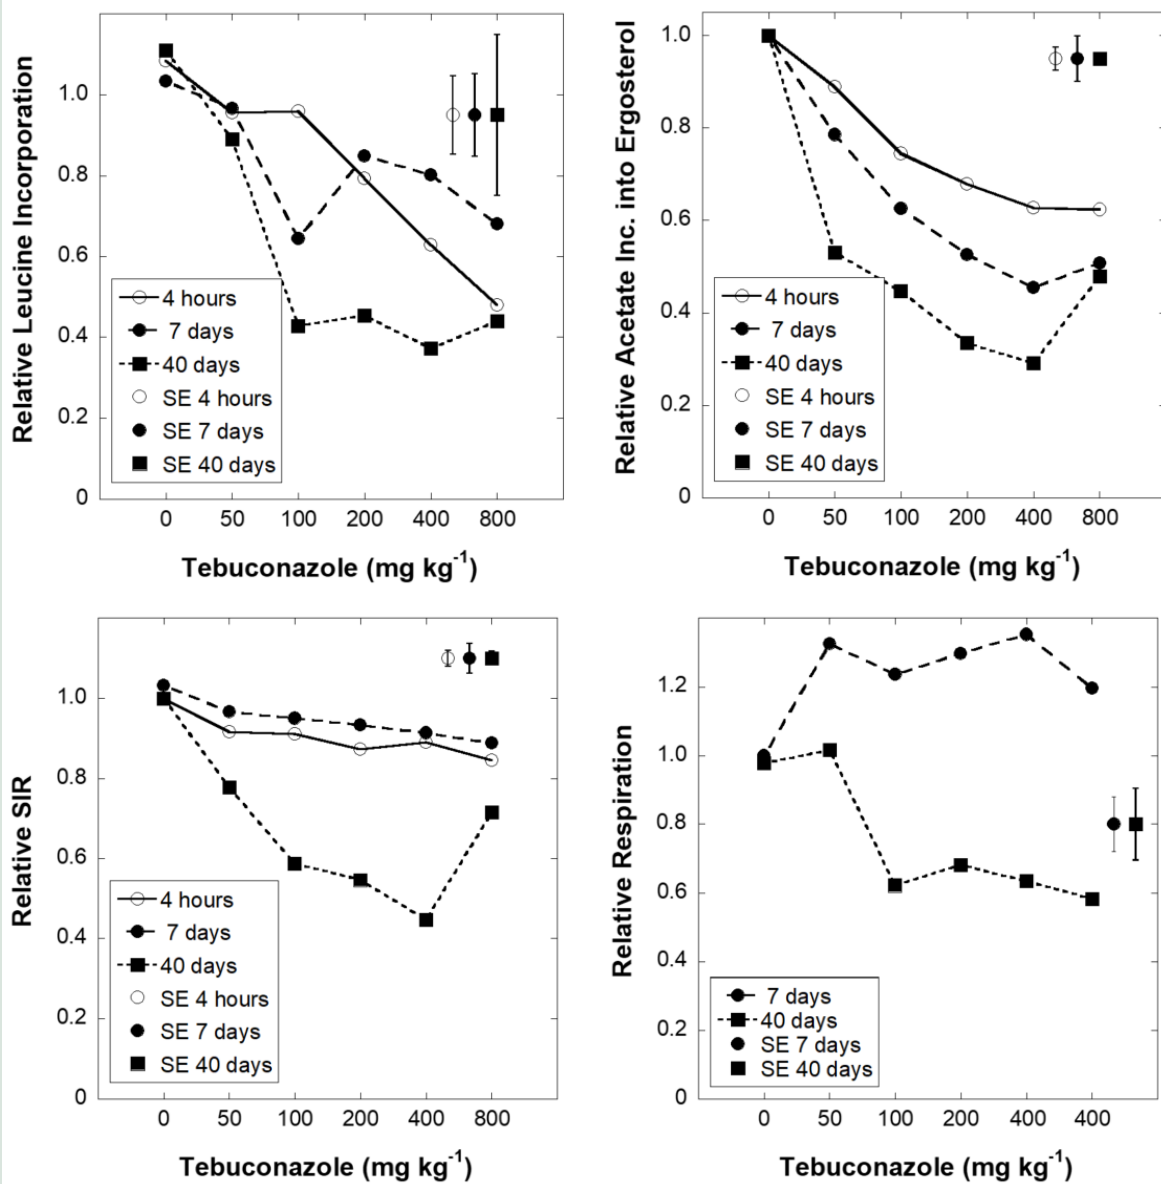 Relative Leucine Incorporation
1.0
0.8
0.6
0.4
0.2
0
4 hours
7 days
40 days
SE 4 hours
SE 7 days
SE 40 days
0 50 100 200 400 800
Tebuconazole (mg kg⁻¹)
Relative Acetate Inc. into Ergosterol
1.0
0.8
0.6
0.4
0.2
0
4 hours
7 days
40 days
SE 4 hours
SE 7 days
SE 40 days
0 50 100 200 400 800
Tebuconazole (mg kg⁻¹)
Relative SIR
1.0
0.8
0.6
0.4
0.2
0
4 hours
7 days
40 days
SE 4 hours
SE 7 days
SE 40 days
0 50 100 200 400 800
Tebuconazole (mg kg⁻¹)
Relative Respiration
1.2
1.0
0.8
0.6
0.4
0.2
0
7 days
40 days
SE 7 days
SE 40 days
0 50 100 200 400 400
Tebuconazole (mg kg⁻¹)